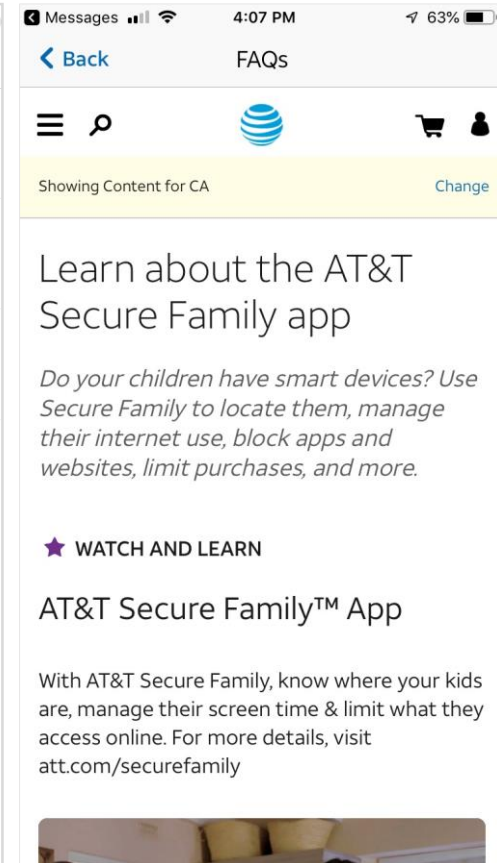 Messages 4:07 PM 63%
Back FAQs
Showing Content for CA Change
Learn about the AT&T
Secure Family app
Do your children have smart devices? Use
Secure Family to locate them, manage
their internet use, block apps and
websites, limit purchases, and more.
WATCH AND LEARN
AT&T Secure Family™ App
With AT&T Secure Family, know where your kids
are, manage their screen time & limit what they
access online. For more details, visit
att.com/securefamily